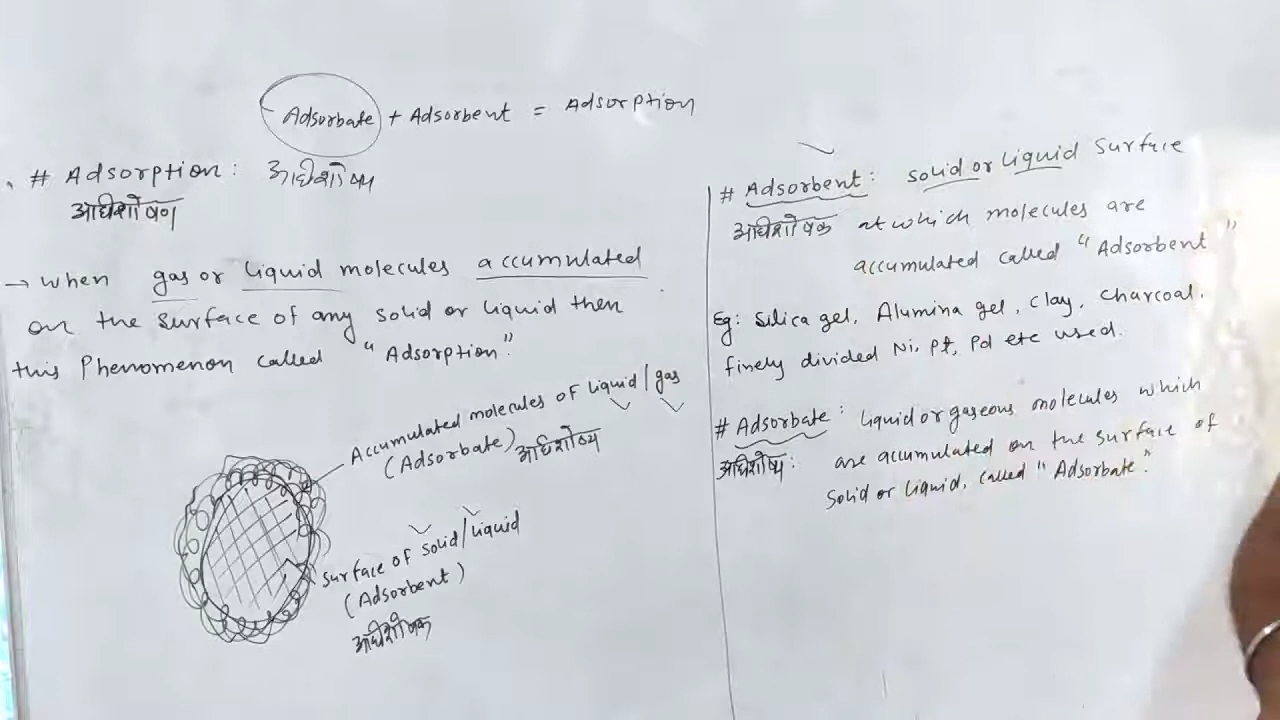 Adsorbate + Adsorbent = Adsorption
# Adsorption: अधिशोषण
अधिशोषण
→ When gas or liquid molecules accumulated
on the surface of any solid or liquid then
this Phenomenon called "Adsorption".
Accumulated molecules of liquid/gas
(Adsorbate) अधिशोष्य
surface of solid/liquid
(Adsorbent)
अधिशोषक
# Adsorbent: solid or liquid surface
अधिशोषक at which molecules are
accumulated called "Adsorbent"
Eg: Silica gel, Alumina gel, Clay, Charcoal,
finely divided Ni, Pt, Pd etc used.
# Adsorbate: liquid or gaseous molecules which
अधिशोष्य: are accumulated on the surface of
solid or liquid, called "Adsorbate".